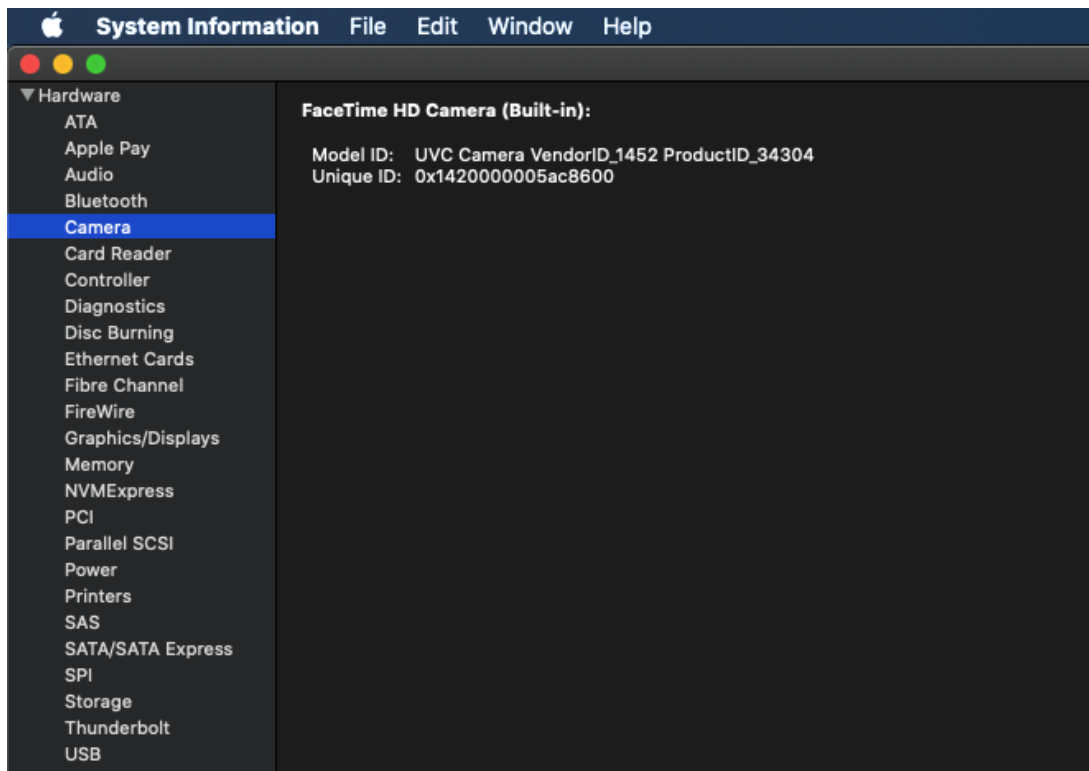 System Information File Edit Window Help
Hardware
ATA
Apple Pay
Audio
Bluetooth
Camera
Card Reader
Controller
Diagnostics
Disc Burning
Ethernet Cards
Fibre Channel
FireWire
Graphics/Displays
Memory
NVMExpress
PCI
Parallel SCSI
Power
Printers
SAS
SATA/SATA Express
SPI
Storage
Thunderbolt
USB
FaceTime HD Camera (Built-in):
Model ID: UVC Camera VendorID_1452 ProductID_34304
Unique ID: 0x1420000005ac8600